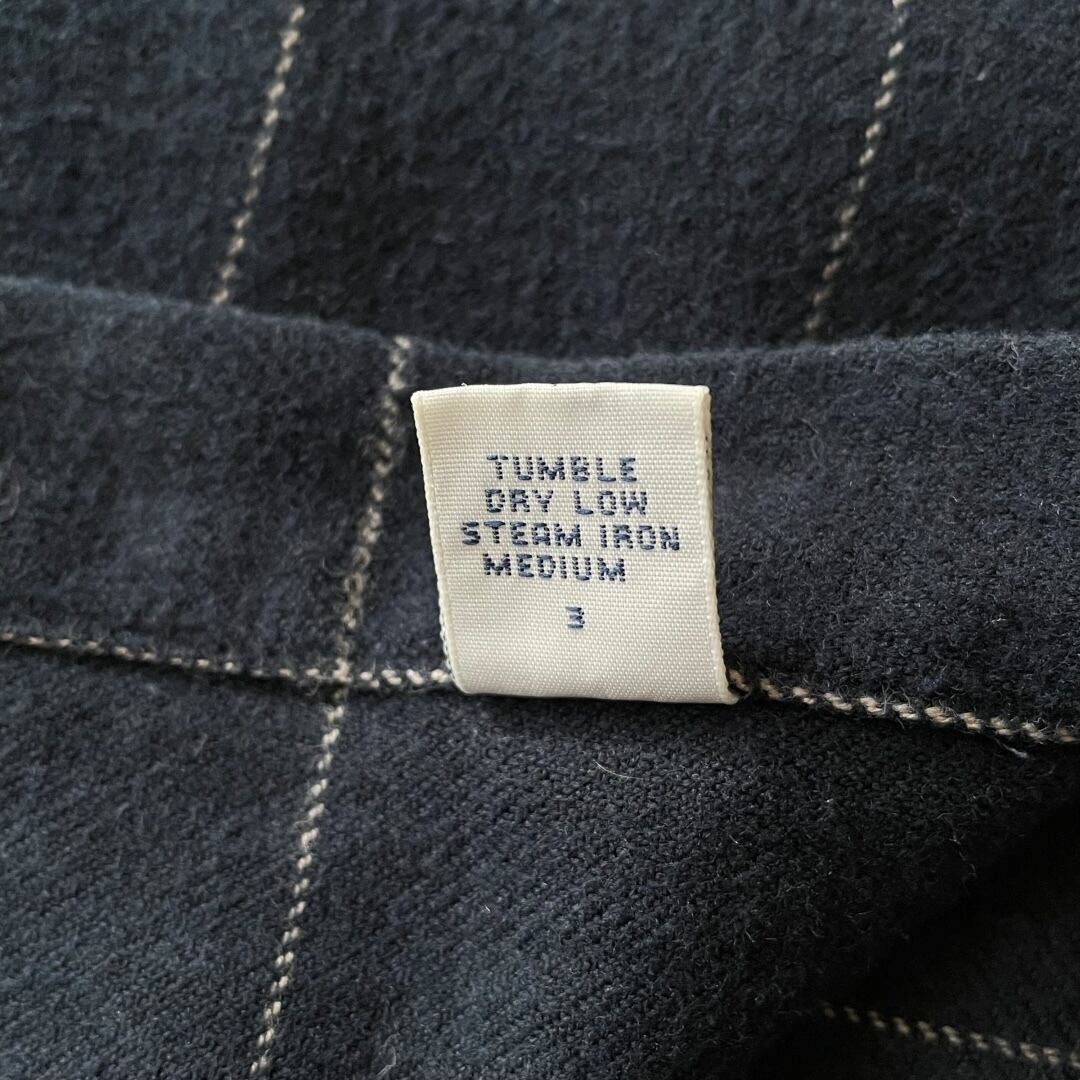 TUMBLE
DRY LOW
STEAM IRON
MEDIUM
3